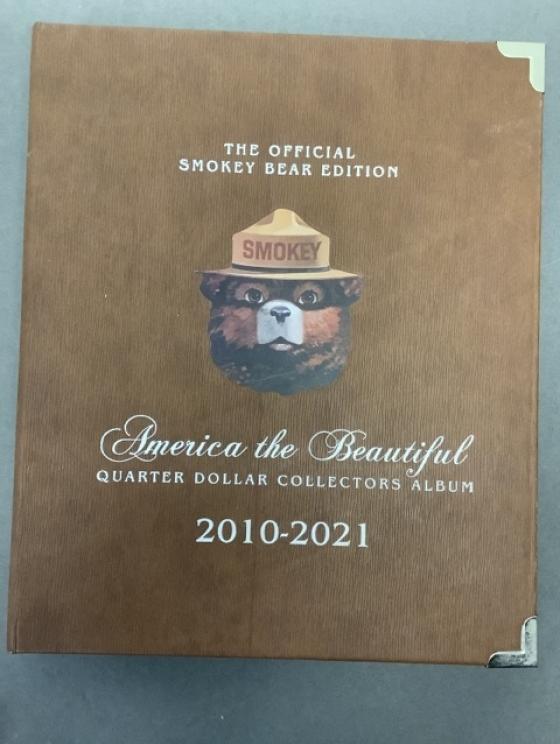 THE OFFICIAL
SMOKEY BEAR EDITION
SMOKEY
America the Beautiful
QUARTER DOLLAR COLLECTORS ALBUM
2010-2021